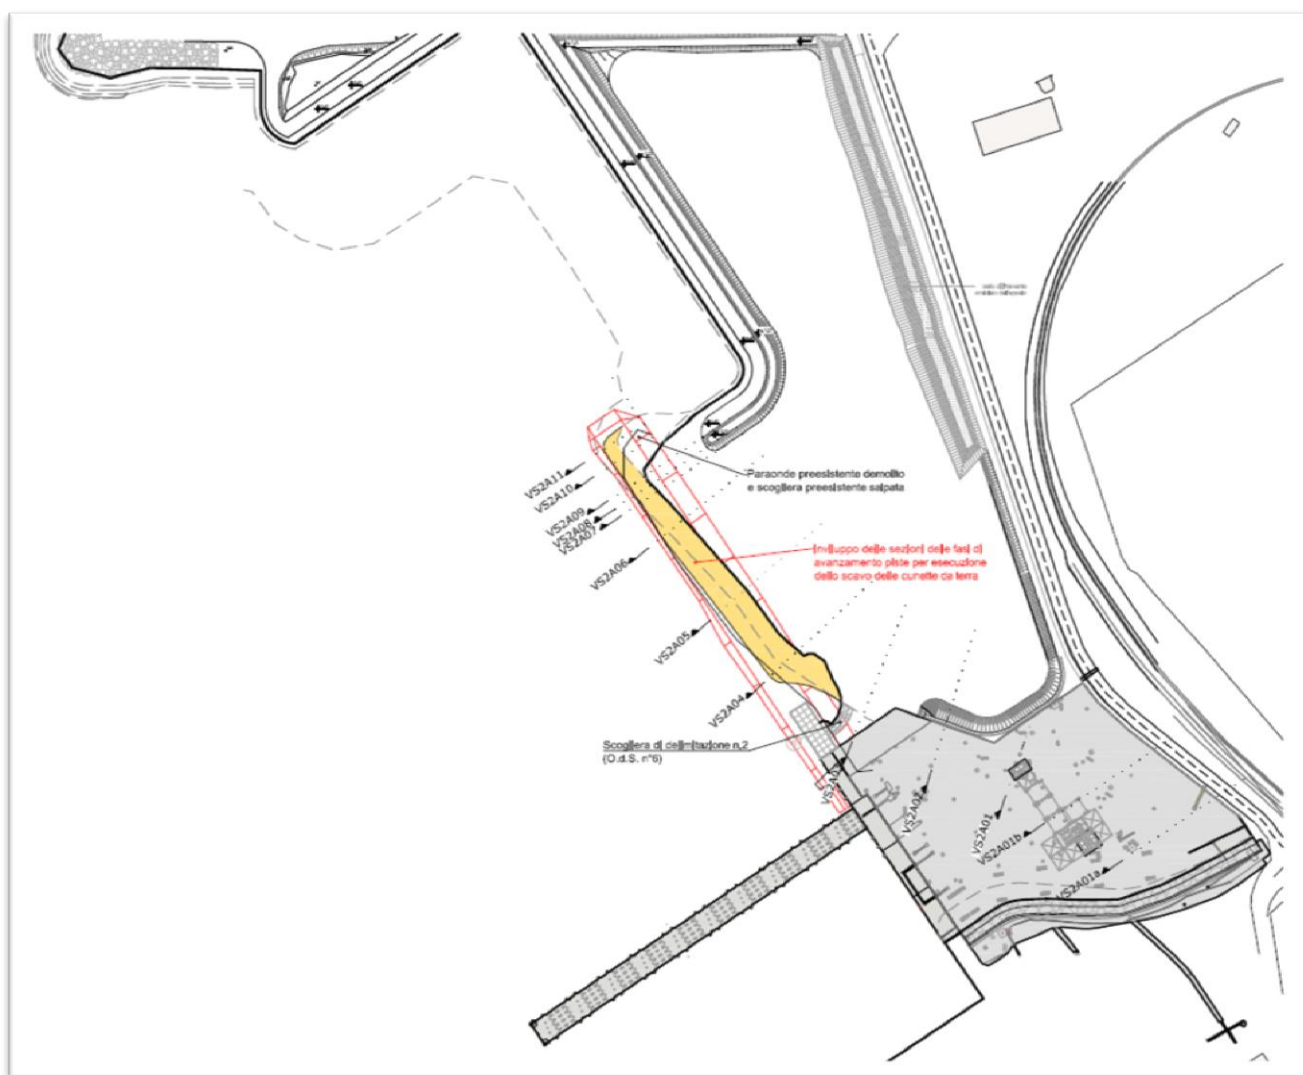 Paraonde preesistente demolito
e scogliera preesistente salpata
VS2A11
VS2A10
VS2A09
VS2A08
VS2A07
Inviluppo delle sezioni delle fasi di
avanzamento piste per esecuzione
dello scavo delle cunette da terra
VS2A06
VS2A05
VS2A04
Scogliera di delimitazione n.2
(O.d.S. n°6)
VS2A02
VS2A01
VS2A01b
VS2A01a